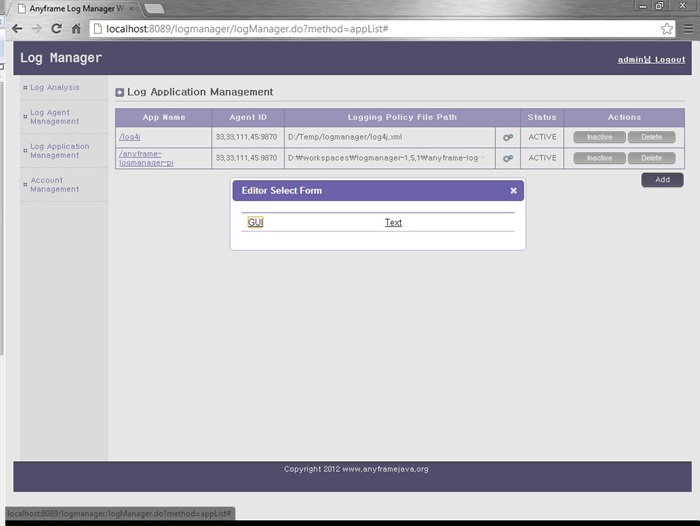 Anyframe Log Manager W
localhost:8089/logmanager/logManager.do?method=appList#
Log Manager
admin님 Logout
Log Analysis
Log Agent
Management
Log Application
Management
Account
Management
Log Application Management
App Name Agent ID Logging Policy File Path Status Actions
/log4j 33,33,111,45:9870 D:/Temp/logmanager/log4j,xml ACTIVE Inactive Delete
/anyframe-
logmanager-pi 33,33,111,45:9870 D:₩workspaces₩logmanager-1,5,1₩anyframe-log… ACTIVE Inactive Delete
Add
Editor Select Form
GUI Text
Copyright 2012 www,anyframejava,org
localhost:8089/logmanager/logManager.do?method=appList#